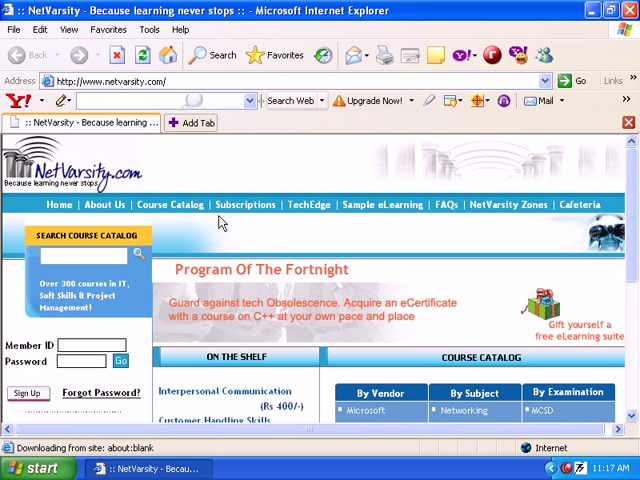 :: NetVarsity - Because learning never stops :: - Microsoft Internet Explorer
File Edit View Favorites Tools Help
Back Search Favorites
Address http://www.netvarsity.com/ Go Links »
Y! Search Web Upgrade Now! Mail »
:: NetVarsity - Because learning ... Add Tab
NetVarsity.com
Because learning never stops
Home | About Us | Course Catalog | Subscriptions | TechEdge | Sample eLearning | FAQs | NetVarsity Zones | Cafeteria
SEARCH COURSE CATALOG
Over 300 courses in IT,
Soft Skills & Project
Management!
Program Of The Fortnight
Guard against tech Obsolescence. Acquire an eCertificate
with a course on C++ at your own pace and place
Gift yourself a
free eLearning suite
Member ID
Password Go
Sign Up Forgot Password?
ON THE SHELF
Interpersonal Communication
(Rs 400/-)
Customer Handling Skills
COURSE CATALOG
By Vendor By Subject By Examination
Microsoft Networking MCSD
Downloading from site: about:blank Internet
start :: NetVarsity - Becau... 11:17 AM